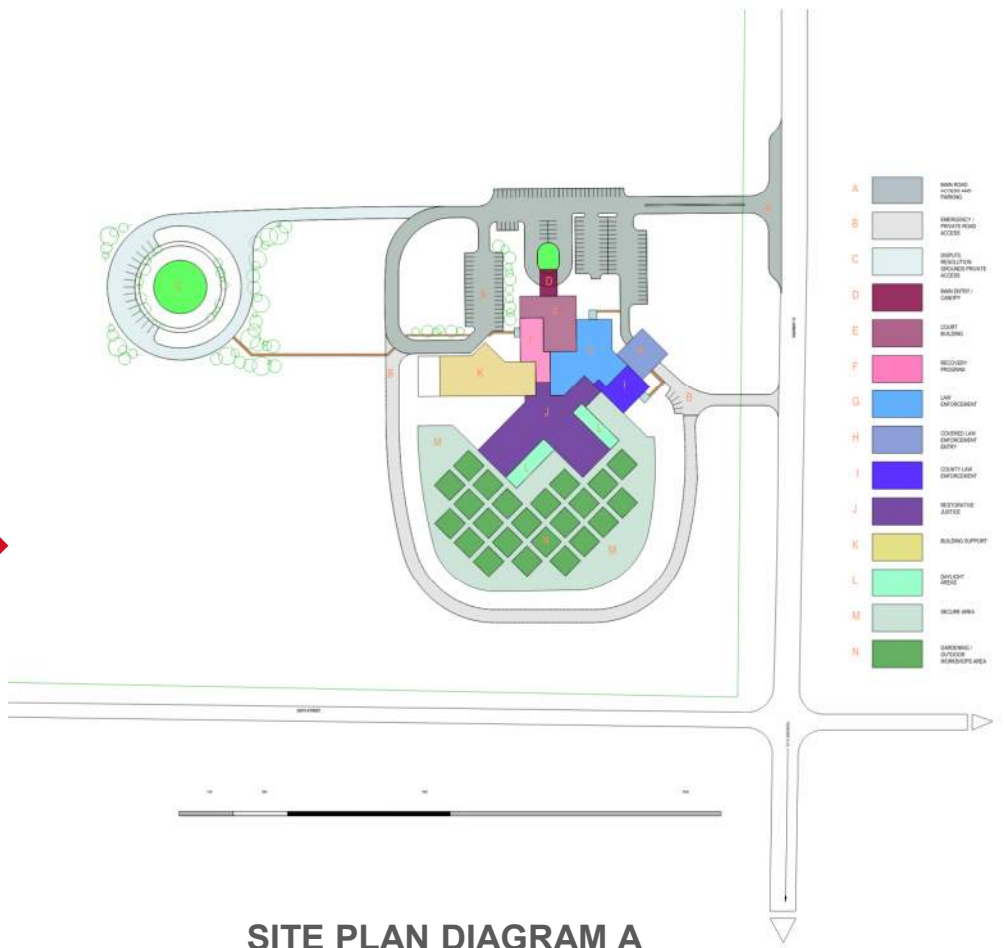 A
MAIN ROAD
ACCESS AND
PARKING
B
EMERGENCY /
PRIVATE ROAD
ACCESS
C
DISPUTE
RESOLUTION
GROUNDS PRIVATE
ACCESS
D
MAIN ENTRY /
CANOPY
E
COURT
BUILDING
F
RECOVERY
PROGRAM
G
LAW
ENFORCEMENT
H
COVERED LAW
ENFORCEMENT
ENTRY
I
COUNTY LAW
ENFORCEMENT
J
RESTORATIVE
JUSTICE
K
BUILDING SUPPORT
L
DAYLIGHT
AREAS
M
SECURE AREA
N
GARDENING /
OUTDOOR
WORKSHOPS AREA
A
C
D
E
A
F
G
H
B
K
I
B
J
L
M
L
N
M
STREET
SITE PLAN DIAGRAM A